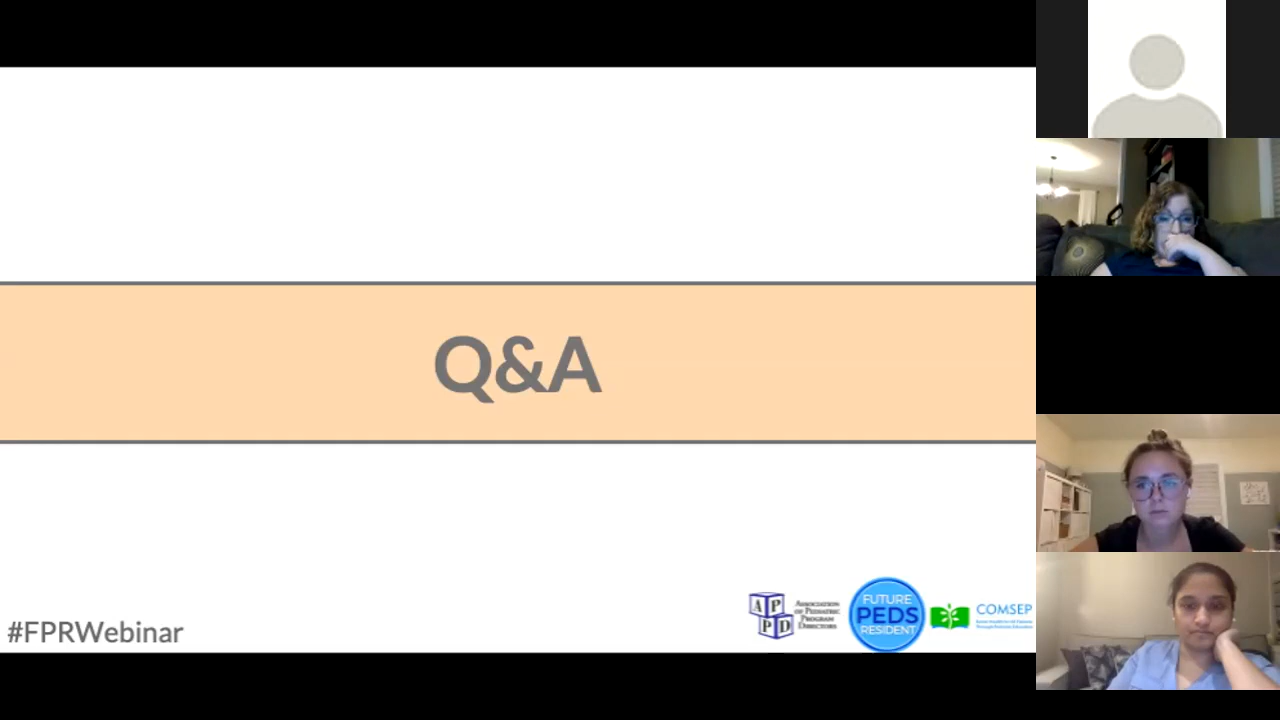 Q&A
#FPRWebinar
A P
P D
ASSOCIATION
OF PEDIATRIC
PROGRAM
DIRECTORS
FUTURE
PEDS
RESIDENT
COMSEP